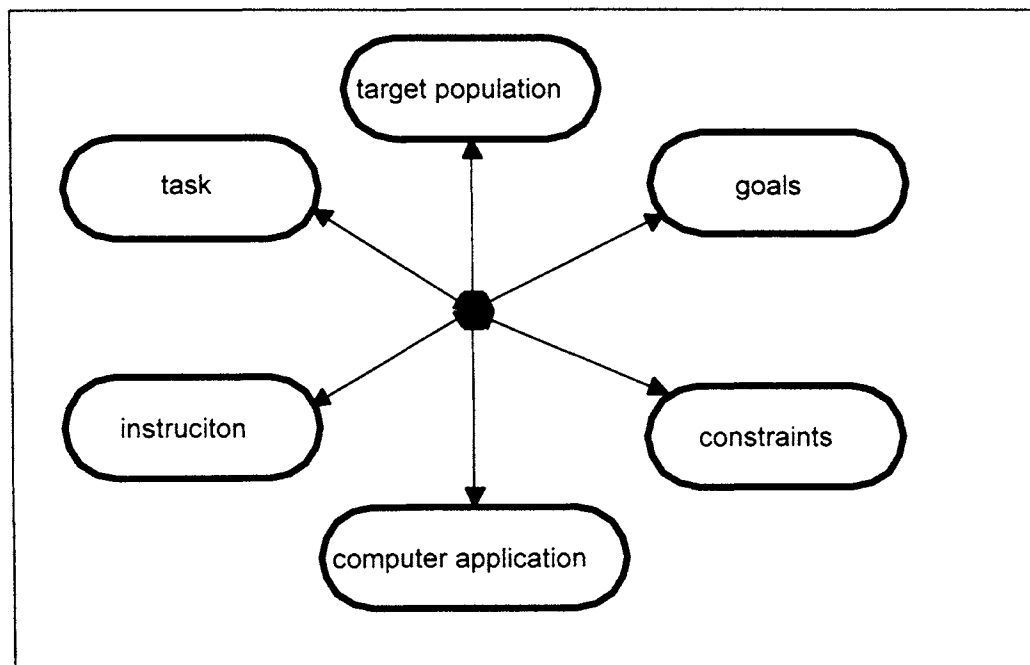 target population
task
goals
instruciton
constraints
computer application